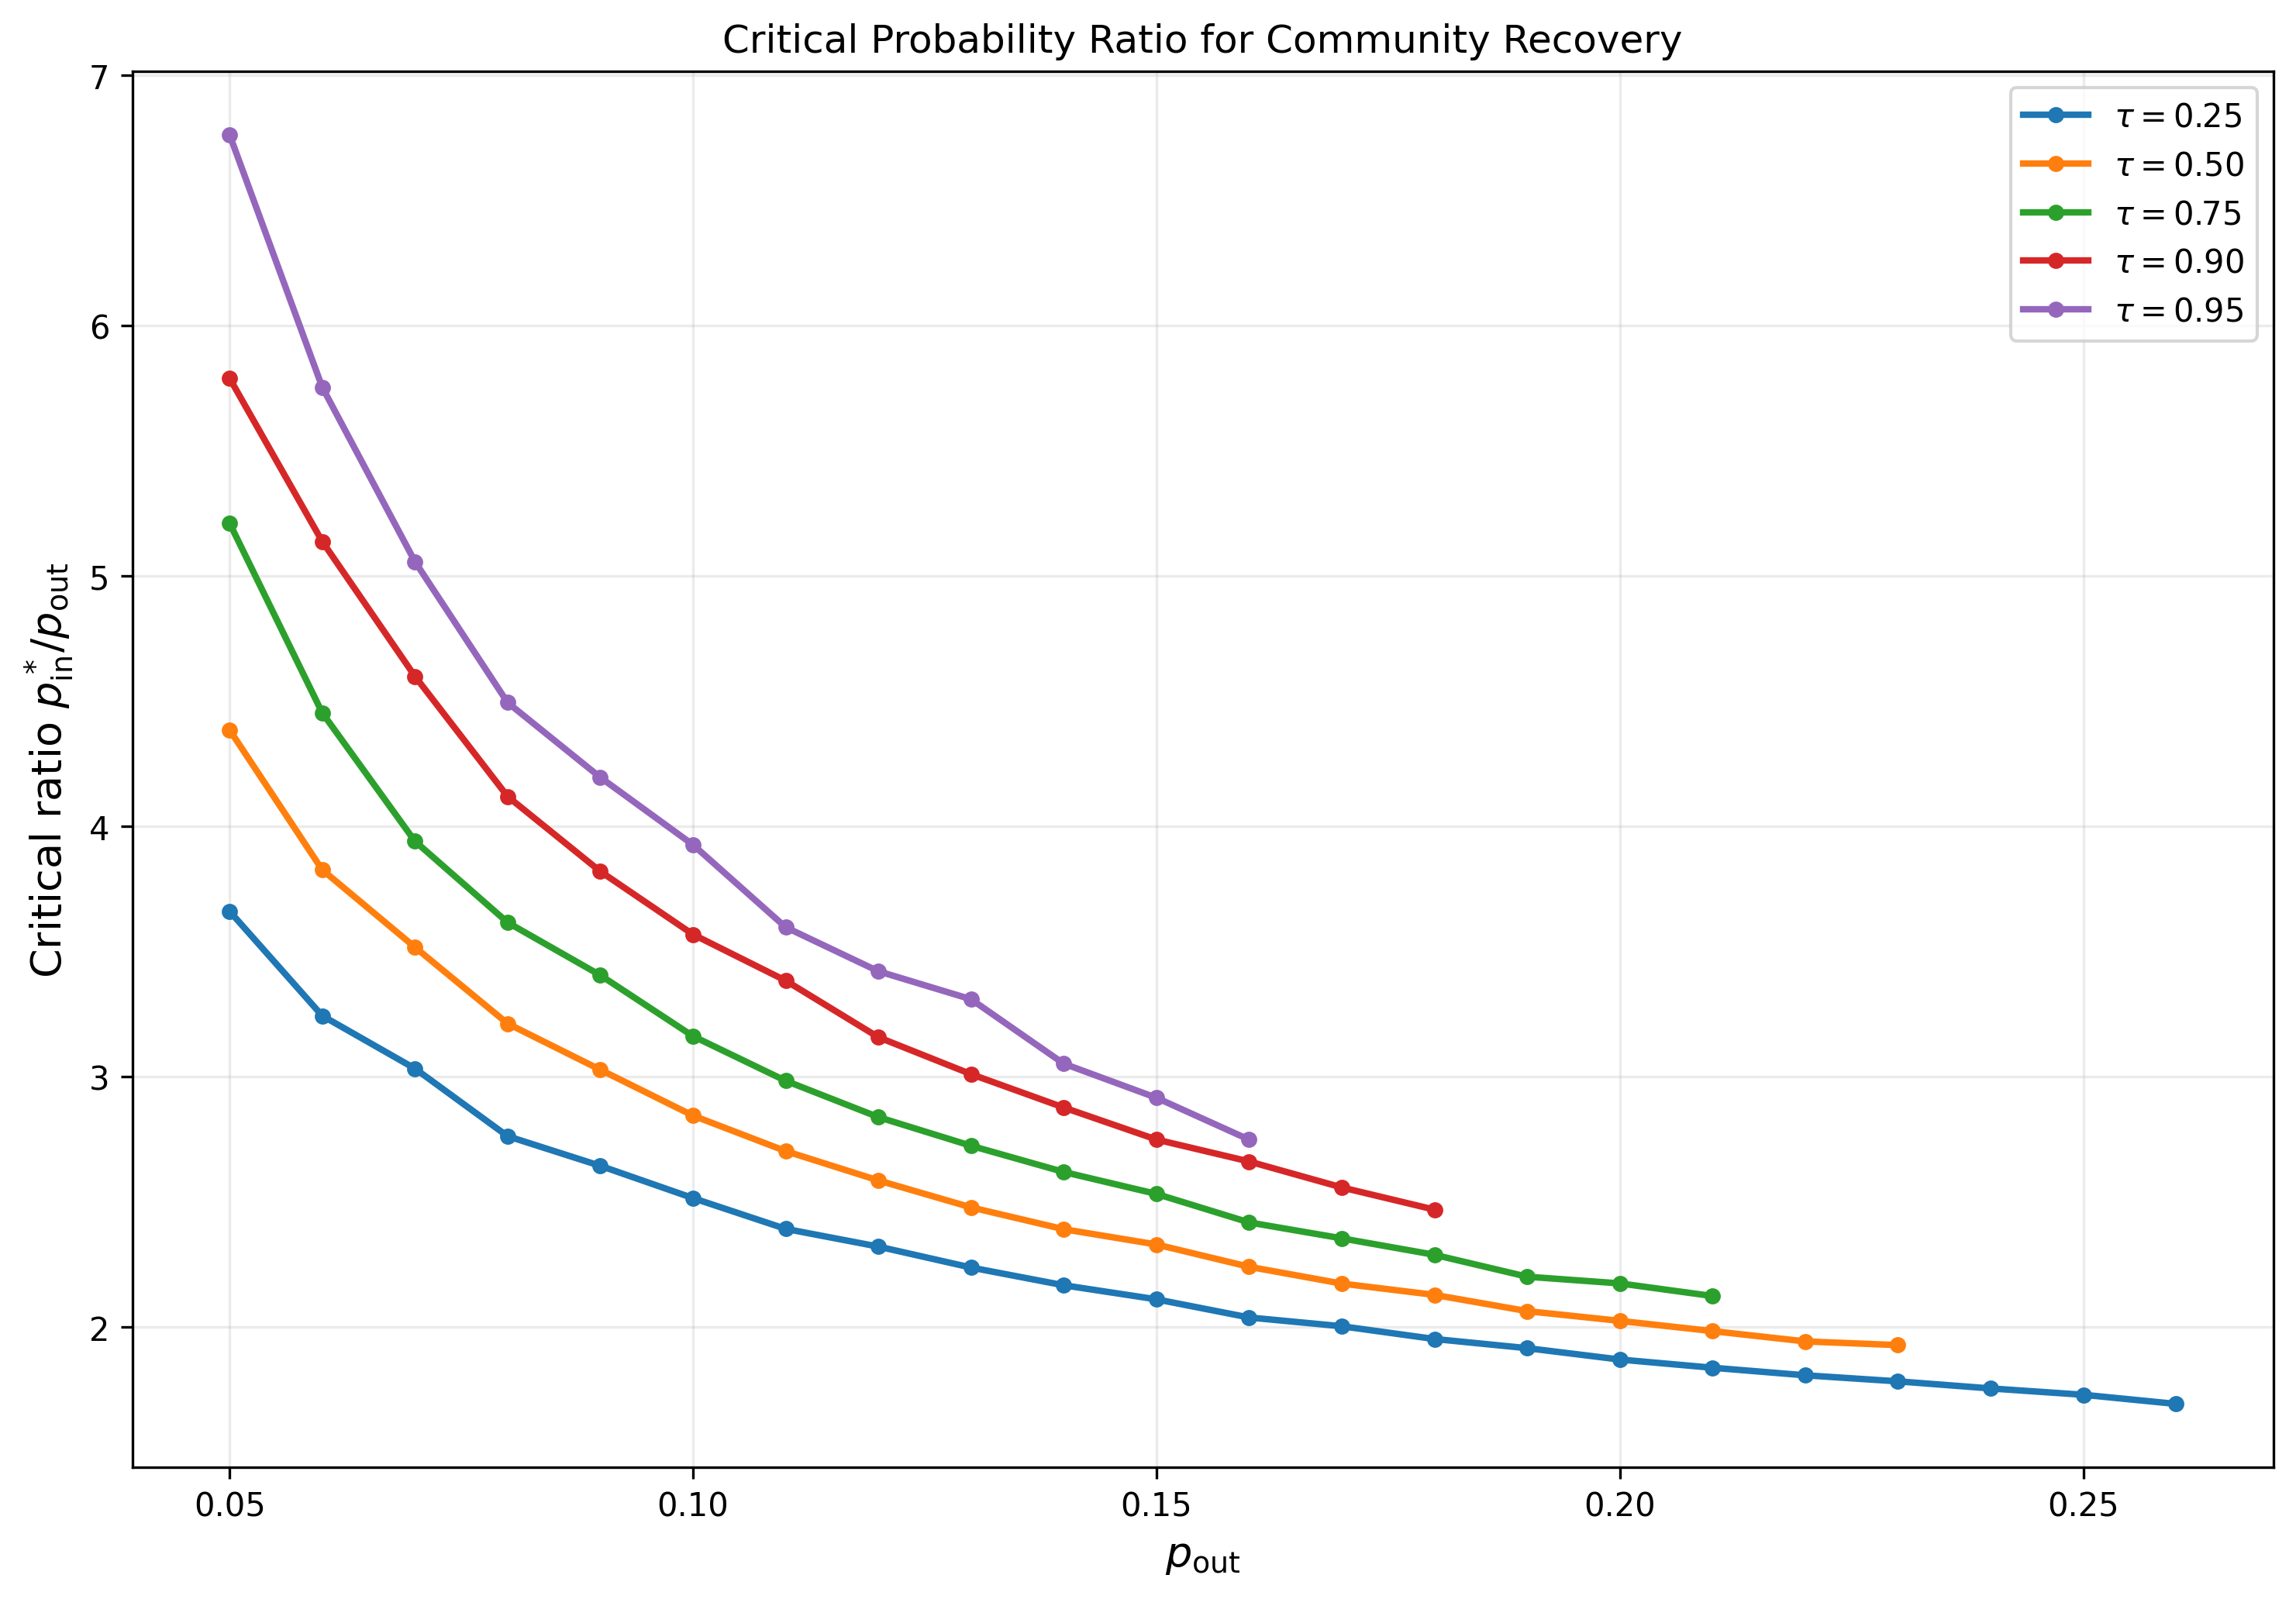 Critical Probability Ratio for Community Recovery
Critical ratio p*in/pout
7
6
5
4
3
2
τ = 0.25
τ = 0.50
τ = 0.75
τ = 0.90
τ = 0.95
0.05 0.10 0.15 0.20 0.25
pout